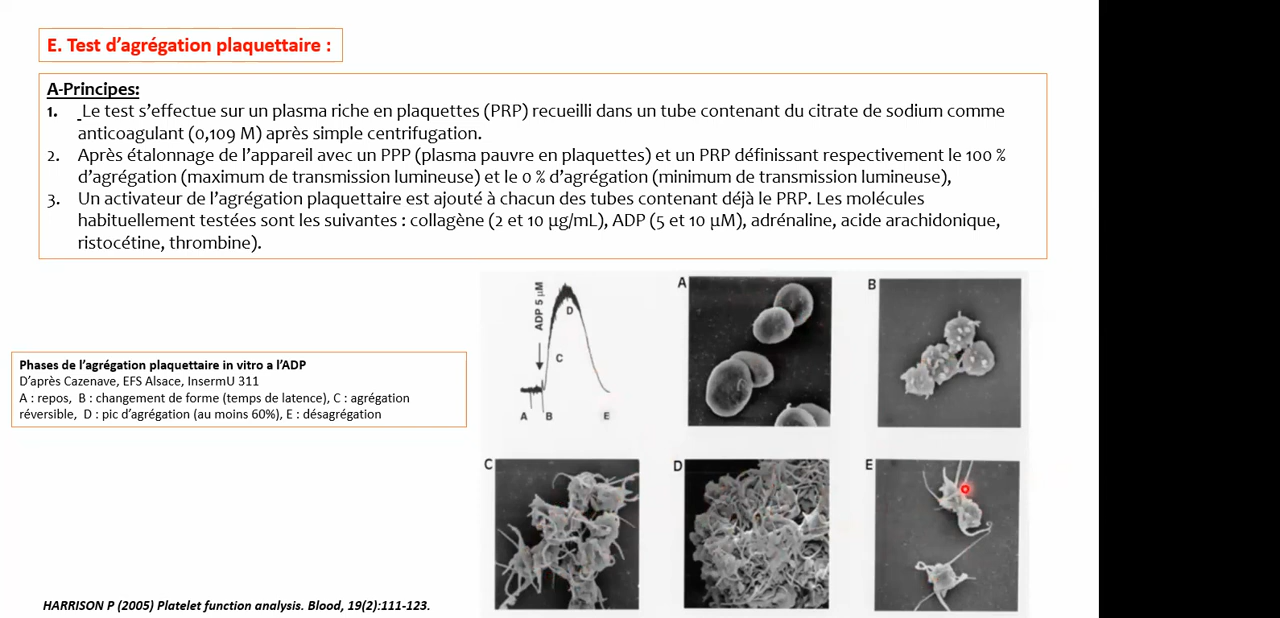 E. Test d’agrégation plaquettaire :
A-Principes:
1. Le test s’effectue sur un plasma riche en plaquettes (PRP) recueilli dans un tube contenant du citrate de sodium comme
anticoagulant (0,109 M) après simple centrifugation.
2. Après étalonnage de l’appareil avec un PPP (plasma pauvre en plaquettes) et un PRP définissant respectivement le 100 %
d’agrégation (maximum de transmission lumineuse) et le 0 % d’agrégation (minimum de transmission lumineuse),
3. Un activateur de l’agrégation plaquettaire est ajouté à chacun des tubes contenant déjà le PRP. Les molécules
habituellement testées sont les suivantes : collagène (2 et 10 µg/mL), ADP (5 et 10 µM), adrénaline, acide arachidonique,
ristocétine, thrombine).
Phases de l’agrégation plaquettaire in vitro a l’ADP
D’après Cazenave, EFS Alsace, InsermU 311
A : repos, B : changement de forme (temps de latence), C : agrégation
réversible, D : pic d’agrégation (au moins 60%), E : désagrégation
ADP 5 µM
D
C
A
B
E
A
B
C
D
E
HARRISON P (2005) Platelet function analysis. Blood, 19(2):111-123.